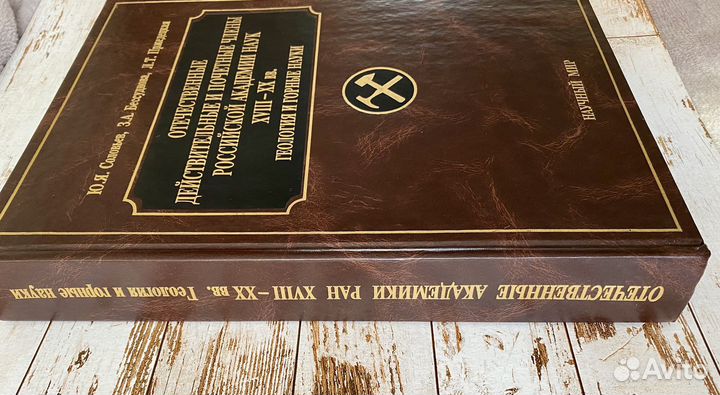 Ю.Я. Соловьев, З.А. Бессуднова, Л.Т. Пржедецкая
ОТЕЧЕСТВЕННЫЕ
ДЕЙСТВИТЕЛЬНЫЕ И ПОЧЕТНЫЕ ЧЛЕНЫ
РОССИЙСКОЙ АКАДЕМИИ НАУК
XVIII–XX вв.
ГЕОЛОГИЯ И ГОРНЫЕ НАУКИ
НАУЧНЫЙ МИР
ОТЕЧЕСТВЕННЫЕ АКАДЕМИКИ РАН XVIII–XX вв. Геология и горные науки
Avito